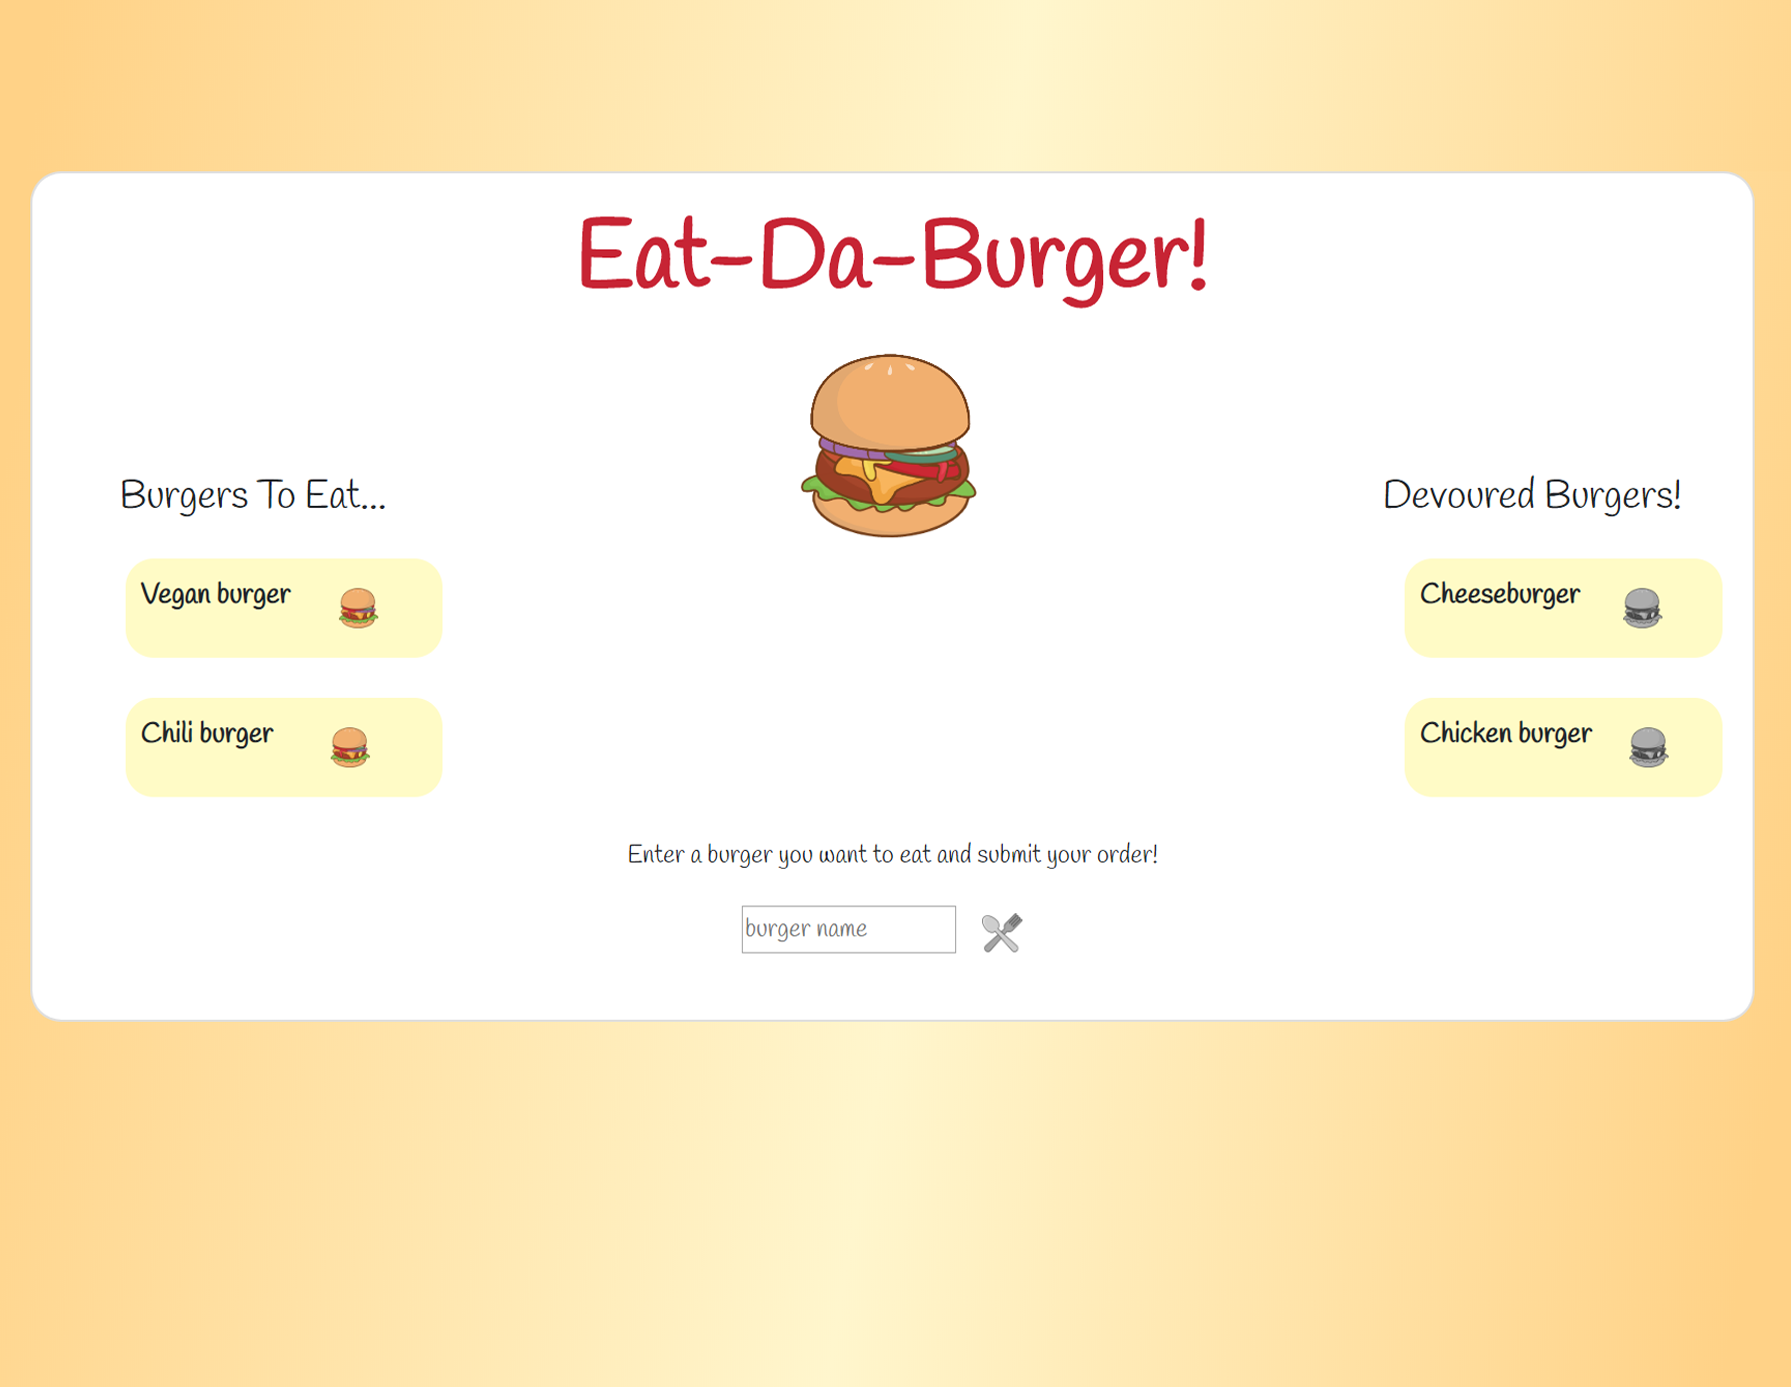 Eat-Da-Burger!
Burgers To Eat...
Vegan burger
Chili burger
Devoured Burgers!
Cheeseburger
Chicken burger
Enter a burger you want to eat and submit your order!
burger name